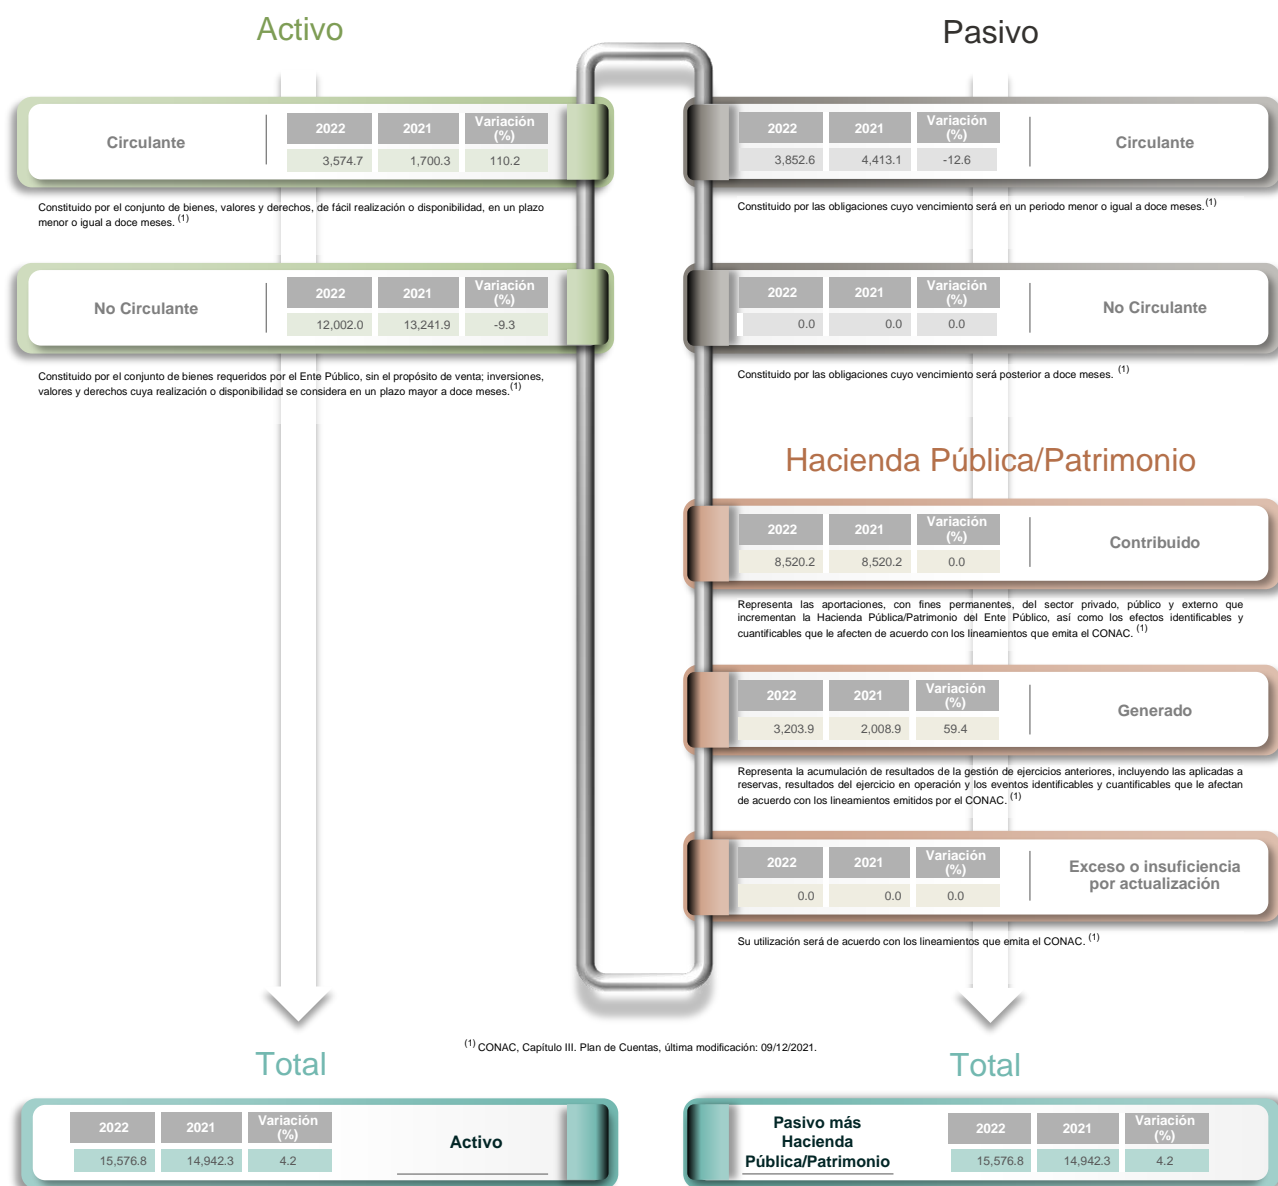 Activo
Circulante
2022 2021 Variación (%)
3,574.7 1,700.3 110.2
Constituido por el conjunto de bienes, valores y derechos, de fácil realización o disponibilidad, en un plazo
menor o igual a doce meses. (1)
No Circulante
2022 2021 Variación (%)
12,002.0 13,241.9 -9.3
Constituido por el conjunto de bienes requeridos por el Ente Público, sin el propósito de venta; inversiones,
valores y derechos cuya realización o disponibilidad se considera en un plazo mayor a doce meses. (1)
Pasivo
2022 2021 Variación (%)
3,852.6 4,413.1 -12.6
Circulante
Constituido por las obligaciones cuyo vencimiento será en un periodo menor o igual a doce meses. (1)
2022 2021 Variación (%)
0.0 0.0 0.0
No Circulante
Constituido por las obligaciones cuyo vencimiento será posterior a doce meses. (1)
Hacienda Pública/Patrimonio
2022 2021 Variación (%)
8,520.2 8,520.2 0.0
Contribuido
Representa las aportaciones, con fines permanentes, del sector privado, público y externo que
incrementan la Hacienda Pública/Patrimonio del Ente Público, así como los efectos identificables y
cuantificables que le afecten de acuerdo con los lineamientos que emita el CONAC. (1)
2022 2021 Variación (%)
3,203.9 2,008.9 59.4
Generado
Representa la acumulación de resultados de la gestión de ejercicios anteriores, incluyendo las aplicadas a
reservas, resultados del ejercicio en operación y los eventos identificables y cuantificables que le afectan
de acuerdo con los lineamientos emitidos por el CONAC. (1)
2022 2021 Variación (%)
0.0 0.0 0.0
Exceso o insuficiencia
por actualización
Su utilización será de acuerdo con los lineamientos que emita el CONAC. (1)
(1) CONAC, Capítulo III. Plan de Cuentas, última modificación: 09/12/2021.
Total
2022 2021 Variación (%)
15,576.8 14,942.3 4.2
Activo
Total
Pasivo más
Hacienda
Pública/Patrimonio
2022 2021 Variación (%)
15,576.8 14,942.3 4.2